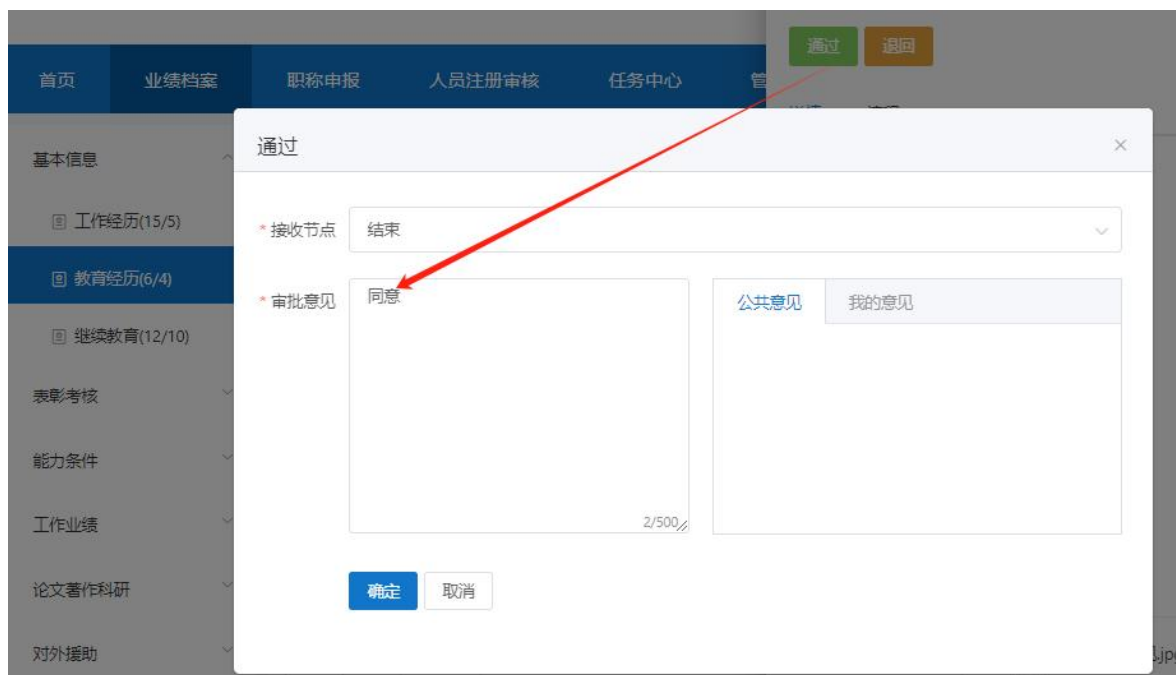 通过 退回
首页 业绩档案 职称申报 人员注册审核 任务中心 管
基本信息
工作经历(15/5)
教育经历(6/4)
继续教育(12/10)
表彰考核
能力条件
工作业绩
论文著作科研
对外援助
通过
*接收节点 结束
*审批意见 同意
公共意见 我的意见
2/500
确定 取消
.jpg